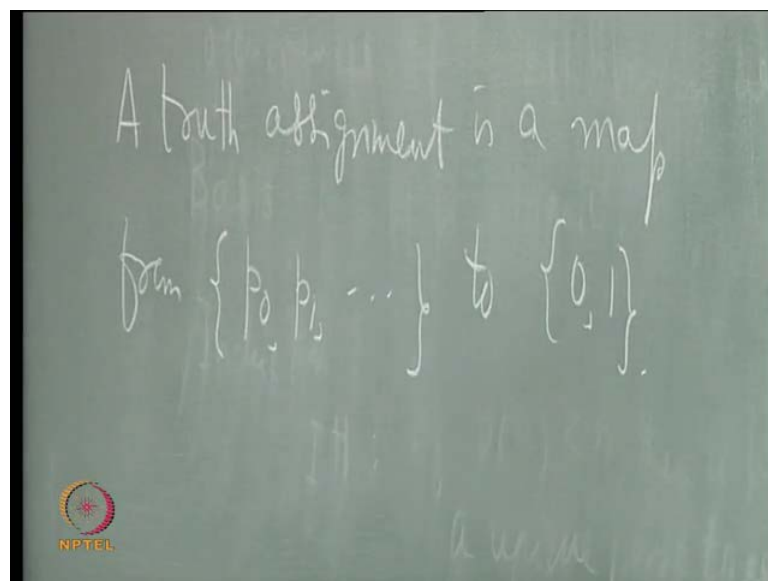 A truth assignment is a map
from {p0, p1, ...} to {0, 1}.
NPTEL